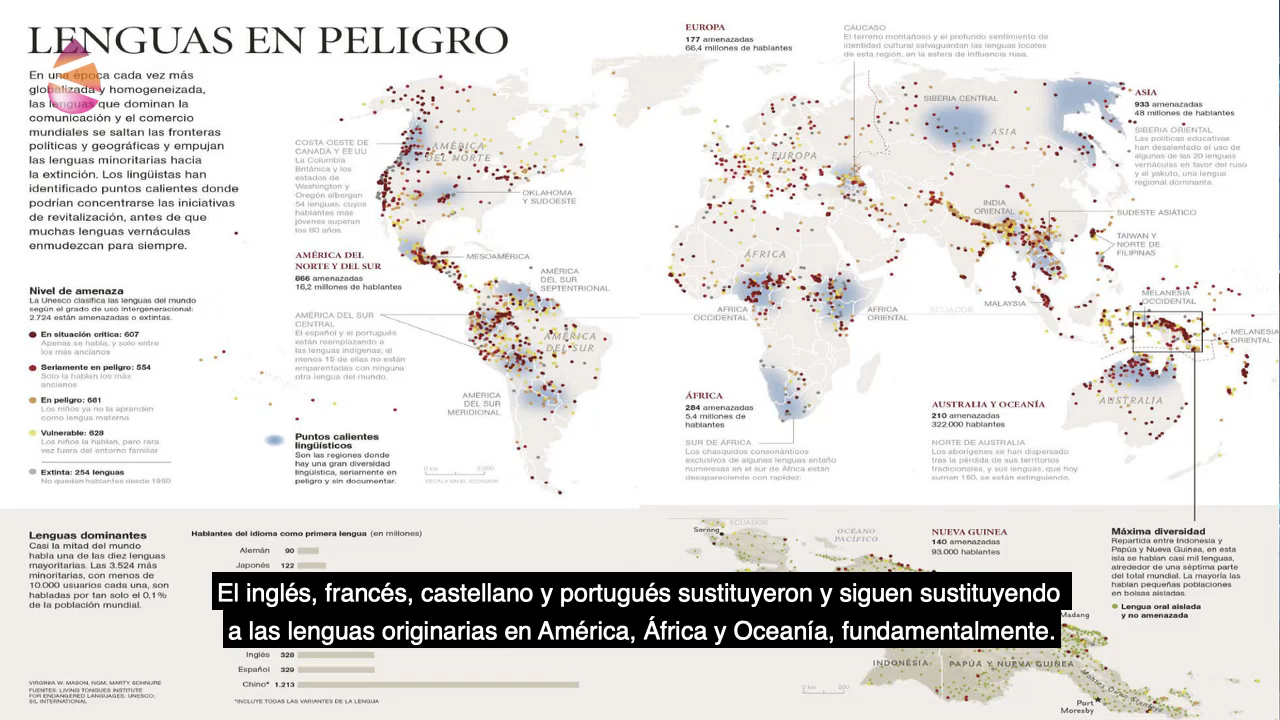 LENGUAS EN PELIGRO
En una época cada vez más
globalizada y homogeneizada,
las lenguas que dominan la
comunicación y el comercio
mundiales se saltan las fronteras
políticas y geográficas y empujan
las lenguas minoritarias hacia
la extinción. Los lingüistas han
identificado puntos calientes donde
podrían concentrarse las iniciativas
de revitalización, antes de que
muchas lenguas vernáculas
enmudezcan para siempre.
Nivel de amenaza
La Unesco clasifica las lenguas del mundo
según el grado de uso intergeneracional:
2.724 están amenazadas o extintas.
En situación crítica: 607
Apenas se habla, y solo entre
los más ancianos
Seriamente en peligro: 554
Solo la hablan los más
ancianos
En peligro: 681
Los niños ya no la aprenden
como lengua materna
Vulnerable: 628
Los niños la hablan, pero rara
vez fuera del entorno familiar
Extinta: 254 lenguas
No quedan hablantes desde 1950
COSTA OESTE DE
CANADÁ Y EEUU
La Columbia
Británica y los
estados de
Washington y
Oregón albergan
54 lenguas, cuyos
hablantes más
jóvenes superan
los 60 años.
AMÉRICA
DEL NORTE
OKLAHOMA
Y SUDOESTE
AMÉRICA DEL
NORTE Y DEL SUR
866 amenazadas
16,2 millones de hablantes
MESOAMÉRICA
AMÉRICA
DEL SUR
SEPTENTRIONAL
AMÉRICA DEL SUR
CENTRAL
El español y el portugués
están reemplazando a
las lenguas indígenas; al
menos 15 de ellas no están
emparentadas con ninguna
otra lengua del mundo.
AMÉRICA
DEL SUR
AMÉRICA
DEL SUR
MERIDIONAL
Puntos calientes
lingüísticos
Son las regiones donde
hay una gran diversidad
lingüística, seriamente en
peligro y sin documentar.
0 km 2.000
ESCALA EN EL ECUADOR
EUROPA
177 amenazadas
66,4 millones de hablantes
CÁUCASO
El terreno montañoso y el profundo sentimiento de
identidad cultural salvaguardan las lenguas locales
de esta región, en la esfera de influencia rusa.
SIBERIA CENTRAL
ASIA
EUROPA
ASIA
933 amenazadas
48 millones de hablantes
SIBERIA ORIENTAL
Las políticas educativas
han desalentado el uso de
algunas de las 20 lenguas
vernáculas en favor del ruso
y el yakuto, una lengua
regional dominante.
INDIA
ORIENTAL
SUDESTE ASIÁTICO
TAIWAN Y
NORTE DE
FILIPINAS
ÁFRICA
MALAYSIA
MELANESIA
OCCIDENTAL
MELANESIA
ORIENTAL
ÁFRICA
OCCIDENTAL
ÁFRICA
ORIENTAL
ECUADOR
ÁFRICA
284 amenazadas
5,4 millones de
hablantes
SUR DE ÁFRICA
Los chasquidos consonánticos
exclusivos de algunas lenguas antaño
numerosas en el sur de África están
desapareciendo con rapidez.
AUSTRALIA Y OCEANÍA
210 amenazadas
322.000 hablantes
NORTE DE AUSTRALIA
Los aborígenes se han dispersado
tras la pérdida de sus territorios
tradicionales, y sus lenguas, que hoy
suman 150, se están extinguiendo.
AUSTRALIA
Lenguas dominantes
Casi la mitad del mundo
habla una de las diez lenguas
mayoritarias. Las 3.524 más
minoritarias, con menos de
10.000 usuarios cada una, son
habladas por tan solo el 0,1%
de la población mundial.
Hablantes del idioma como primera lengua (en millones)
Alemán 90
Japonés 122
Inglés 328
Español 329
Chino* 1.213
*INCLUYE TODAS LAS VARIANTES DE LA LENGUA
VIRGINIA W. MASON, NGM; MARTY SCHNURE
FUENTES: LIVING TONGUES INSTITUTE
FOR ENDANGERED LANGUAGES; UNESCO;
SIL INTERNATIONAL
ECUADOR
Sorong
OCÉANO
PACÍFICO
NUEVA GUINEA
140 amenazadas
93.000 hablantes
Máxima diversidad
Repartida entre Indonesia y
Papúa y Nueva Guinea, en esta
isla se hablan casi mil lenguas,
alrededor de una séptima parte
del total mundial. La mayoría las
hablan pequeñas poblaciones
en bolsas aisladas.
Lengua oral aislada
y no amenazada
Madang
INDONESIA
PAPÚA Y NUEVA GUINEA
0 km 200
Port
Moresby
El inglés, francés, castellano y portugués sustituyeron y siguen sustituyendo
a las lenguas originarias en América, África y Oceanía, fundamentalmente.